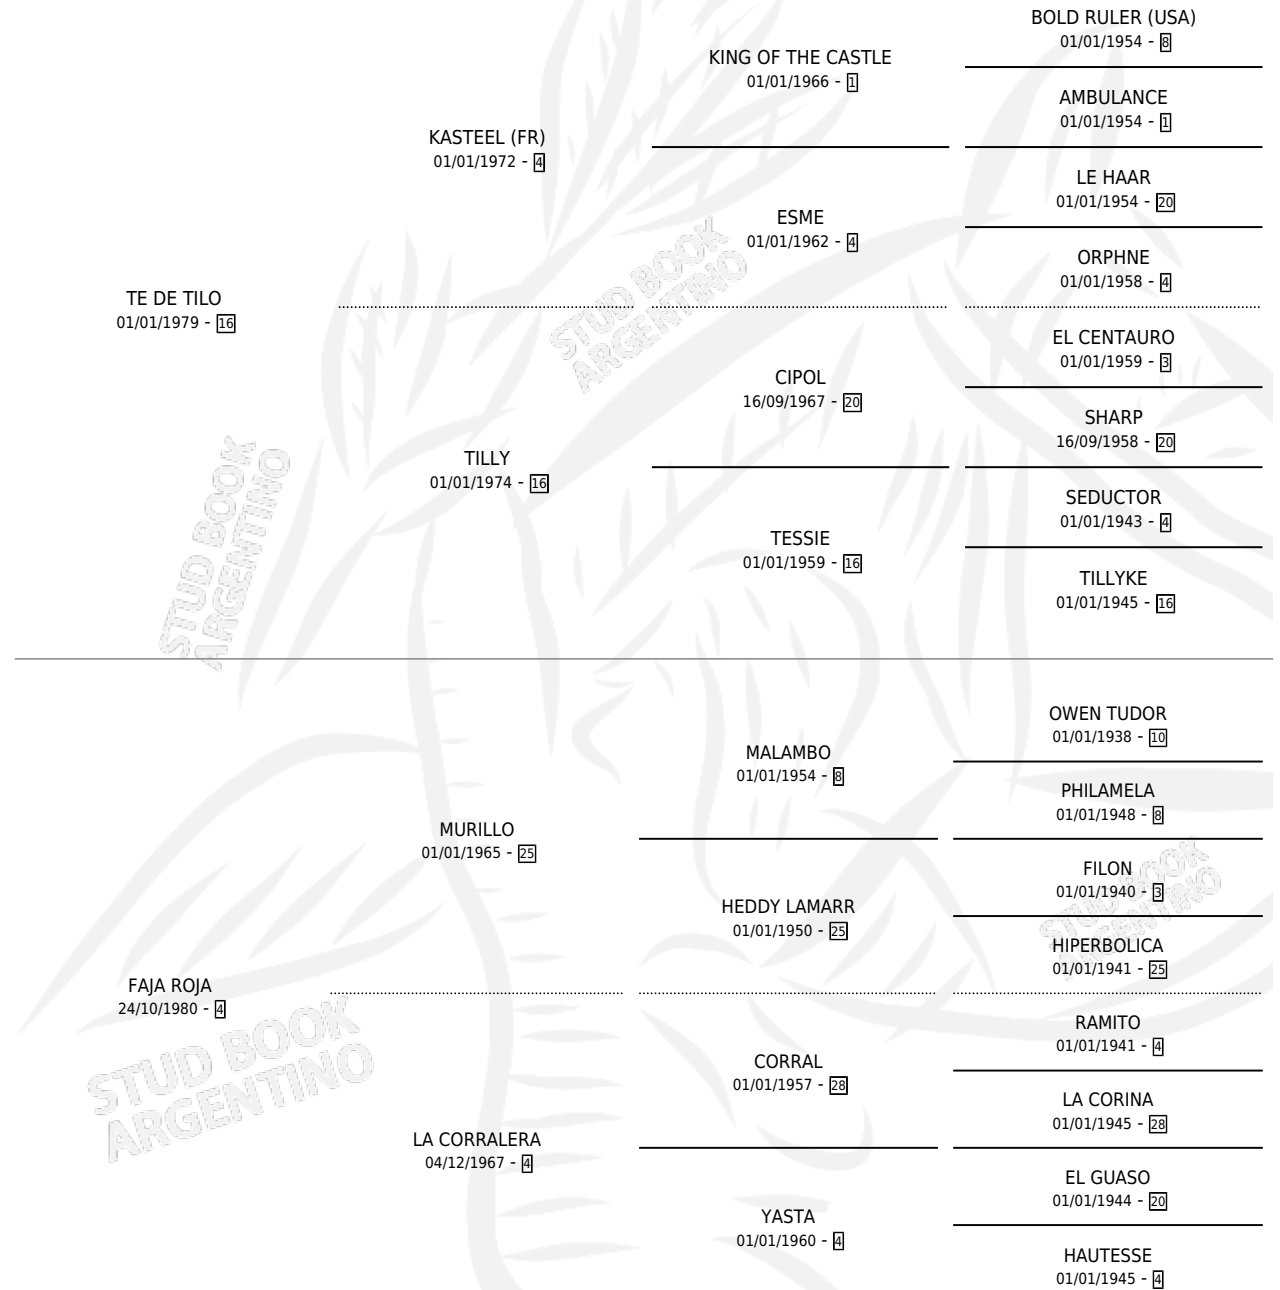 BOLD RULER (USA)
01/01/1954 - 8
KING OF THE CASTLE
01/01/1966 - 1
AMBULANCE
01/01/1954 - 1
KASTEEL (FR)
01/01/1972 - 4
LE HAAR
01/01/1954 - 20
ESME
01/01/1962 - 4
ORPHNE
01/01/1958 - 4
TE DE TILO
01/01/1979 - 16
EL CENTAURO
01/01/1959 - 3
CIPOL
16/09/1967 - 20
SHARP
16/09/1958 - 20
TILLY
01/01/1974 - 16
SEDUCTOR
01/01/1943 - 4
TESSIE
01/01/1959 - 16
TILLYKE
01/01/1945 - 16
STUD BOOK
ARGENTINO
STUD BOOK
ARGENTINO
OWEN TUDOR
01/01/1938 - 10
MALAMBO
01/01/1954 - 8
PHILAMELA
01/01/1948 - 8
MURILLO
01/01/1965 - 25
FILON
01/01/1940 - 3
HEDDY LAMARR
01/01/1950 - 25
HIPERBOLICA
01/01/1941 - 25
FAJA ROJA
24/10/1980 - 4
RAMITO
01/01/1941 - 4
CORRAL
01/01/1957 - 28
LA CORINA
01/01/1945 - 28
LA CORRALERA
04/12/1967 - 4
EL GUASO
01/01/1944 - 20
YASTA
01/01/1960 - 4
HAUTESSE
01/01/1945 - 4
STUD BOOK
ARGENTINO
STUD BOOK
ARGENTINO